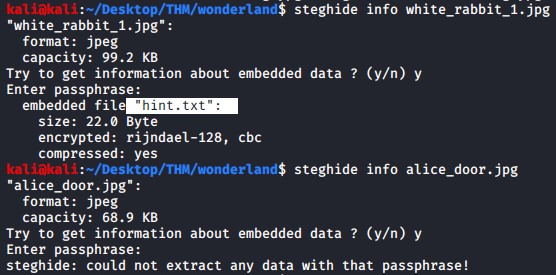 kali@kali:~/Desktop/THM/wonderland$ steghide info white_rabbit_1.jpg
"white_rabbit_1.jpg":
  format: jpeg
  capacity: 99.2 KB
Try to get information about embedded data ? (y/n) y
Enter passphrase:
  embedded file "hint.txt":
    size: 22.0 Byte
    encrypted: rijndael-128, cbc
    compressed: yes
kali@kali:~/Desktop/THM/wonderland$ steghide info alice_door.jpg
"alice_door.jpg":
  format: jpeg
  capacity: 68.9 KB
Try to get information about embedded data ? (y/n) y
Enter passphrase:
steghide: could not extract any data with that passphrase!